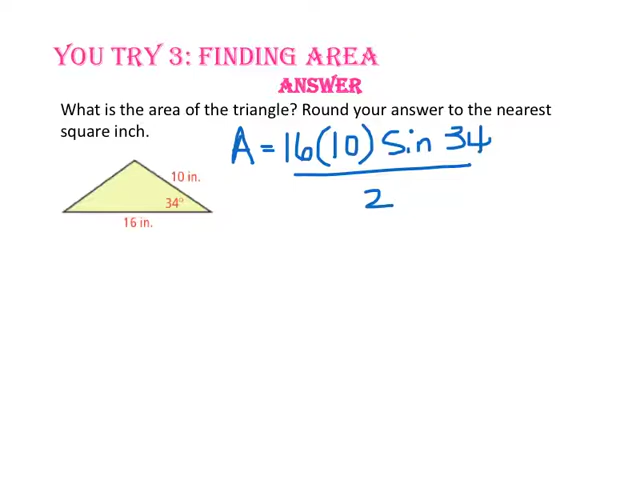 YOU TRY 3: FINDING AREA
ANSWER
What is the area of the triangle? Round your answer to the nearest
square inch.
A = 16(10) Sin 34
2
10 in.
34°
16 in.